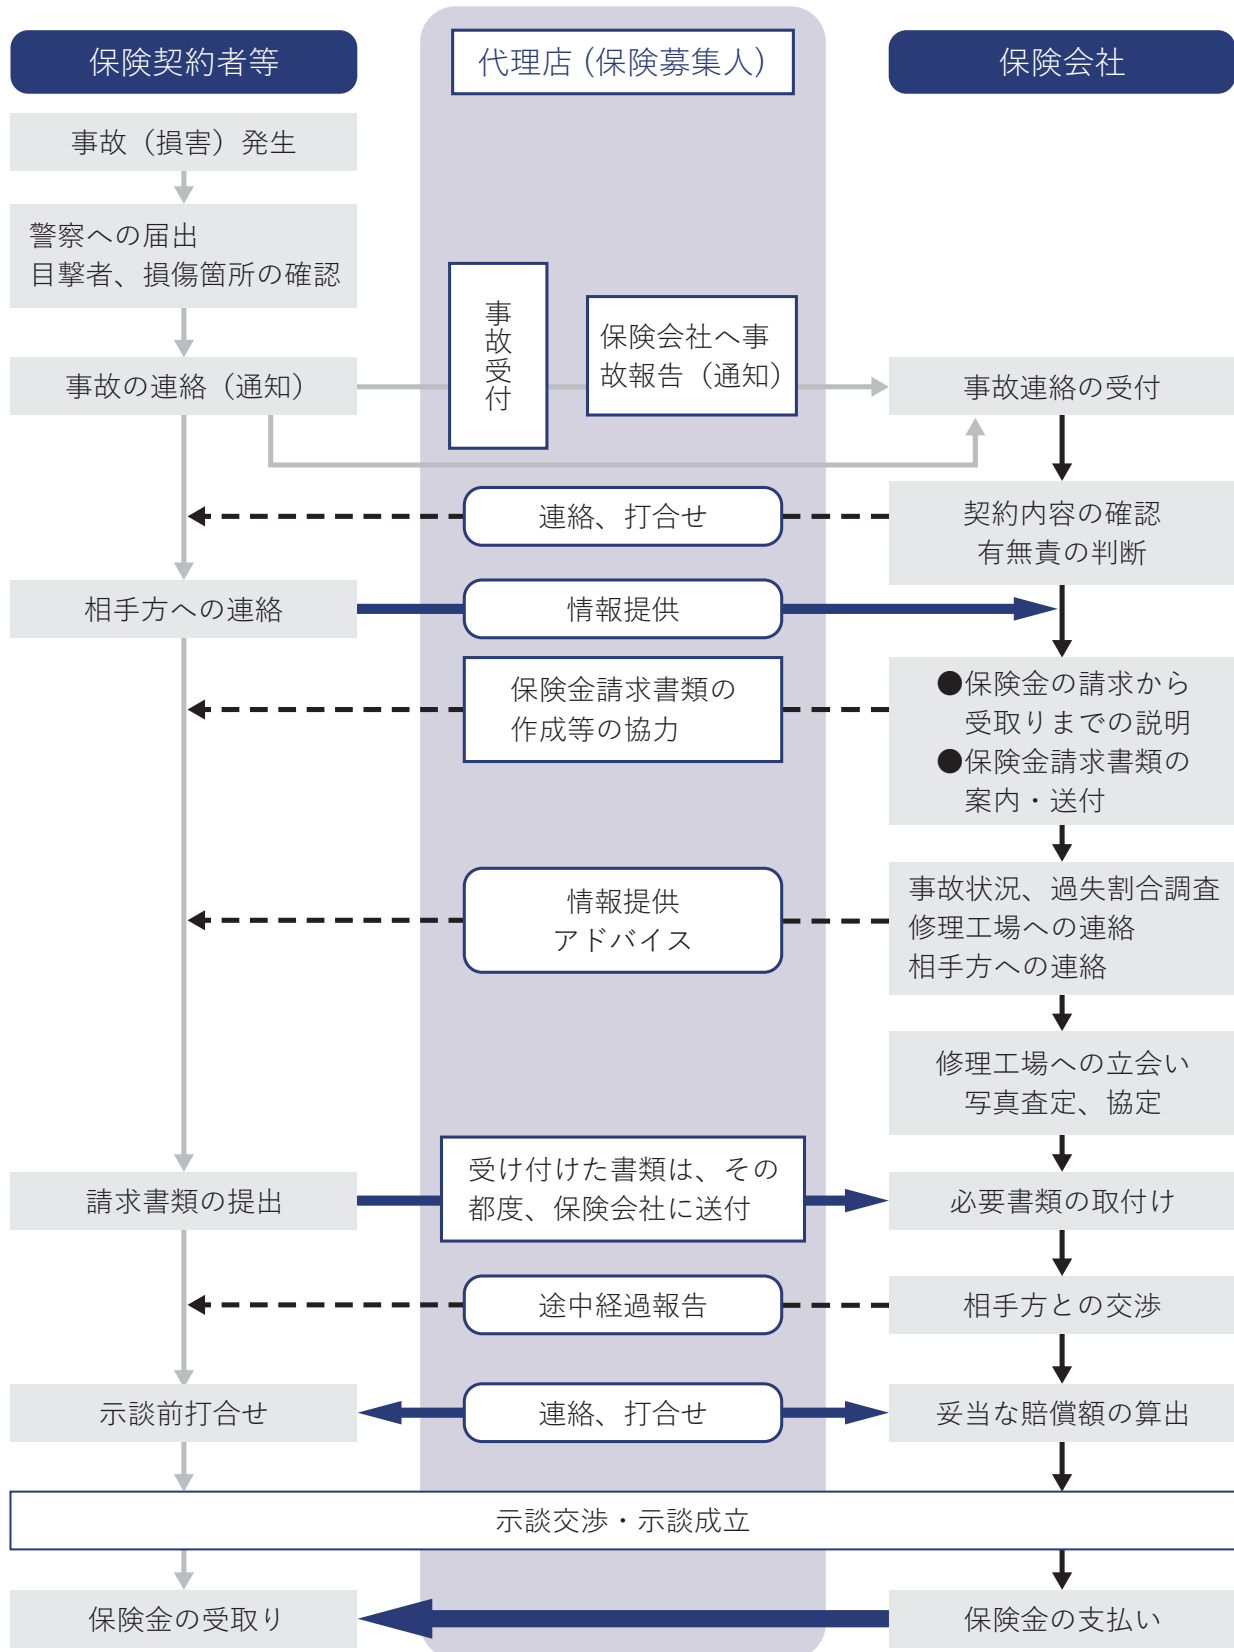 保険契約者等
代理店(保険募集人)
保険会社
事故（損害）発生
警察への届出
目撃者、損傷箇所の確認
事故受付
保険会社へ事
故報告（通知）
事故の連絡（通知）
事故連絡の受付
連絡、打合せ
契約内容の確認
有無責の判断
相手方への連絡
情報提供
保険金請求書類の
作成等の協力
●保険金の請求から
受取りまでの説明
●保険金請求書類の
案内・送付
情報提供
アドバイス
事故状況、過失割合調査
修理工場への連絡
相手方への連絡
修理工場への立会い
写真査定、協定
請求書類の提出
受け付けた書類は、その
都度、保険会社に送付
必要書類の取付け
途中経過報告
相手方との交渉
示談前打合せ
連絡、打合せ
妥当な賠償額の算出
示談交渉・示談成立
保険金の受取り
保険金の支払い